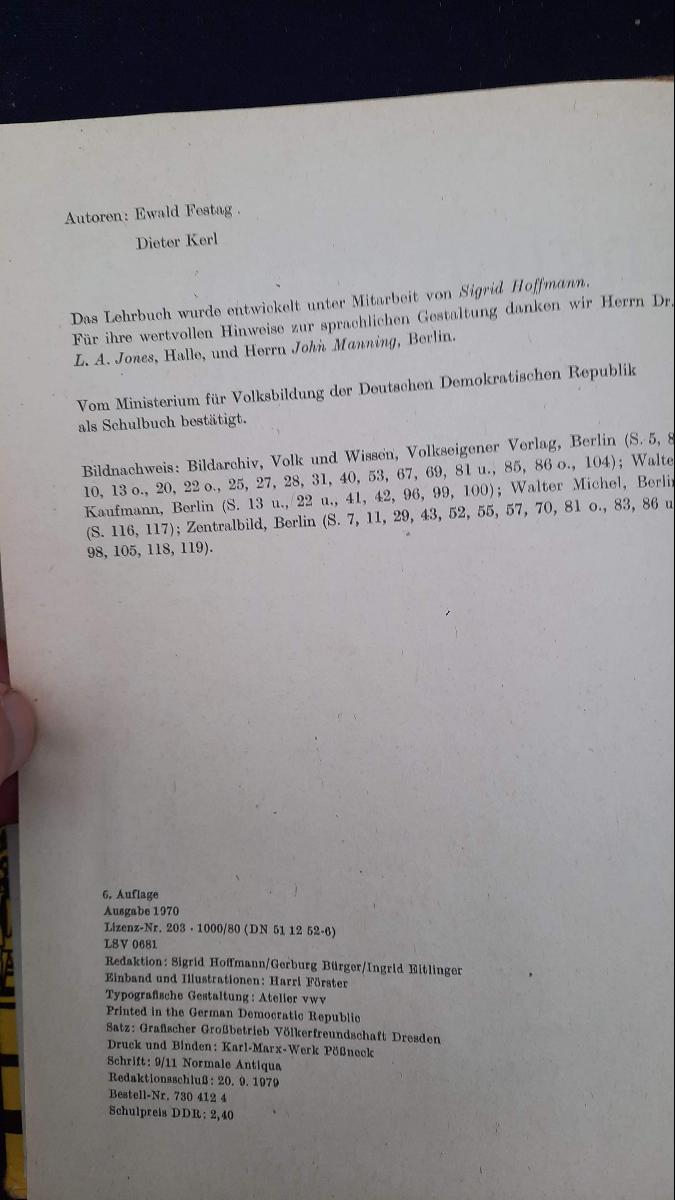 Autoren: Ewald Festag
Dieter Kerl
Das Lehrbuch wurde entwickelt unter Mitarbeit von Sigrid Hoffmann.
Für ihre wertvollen Hinweise zur sprachlichen Gestaltung danken wir Herrn Dr.
L. A. Jones, Halle, und Herrn John Manning, Berlin.
Vom Ministerium für Volksbildung der Deutschen Demokratischen Republik
als Schulbuch bestätigt.
Bildnachweis: Bildarchiv, Volk und Wissen, Volkseigener Verlag, Berlin (S. 5, 8
10, 13 o., 20, 22 o., 25, 27, 28, 31, 40, 53, 67, 69, 81 u., 85, 86 o., 104); Walte
Kaufmann, Berlin (S. 13 u., 22 u., 41, 42, 96, 99, 100); Walter Michel, Berli
(S. 116, 117); Zentralbild, Berlin (S. 7, 11, 29, 43, 52, 55, 57, 70, 81 o., 83, 86 u
98, 105, 118, 119).
6. Auflage
Ausgabe 1970
Lizenz-Nr. 203 · 1000/80 (DN 51 12 52-6)
LSV 0681
Redaktion: Sigrid Hoffmann/Gerburg Bürger/Ingrid Eitlinger
Einband und Illustrationen: Harri Förster
Typografische Gestaltung: Atelier vwv
Printed in the German Democratic Republic
Satz: Grafischer Großbetrieb Völkerfreundschaft Dresden
Druck und Binden: Karl-Marx-Werk Pößneck
Schrift: 9/11 Normale Antiqua
Redaktionsschluß: 20. 9. 1979
Bestell-Nr. 730 412 4
Schulpreis DDR: 2,40